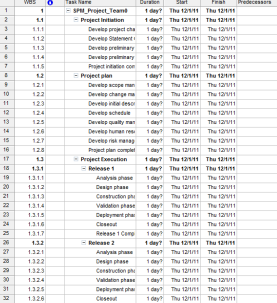 WBS Task Name Duration Start Finish Predecessors
1 1 SPM_Project_Team8 1 day? Thu 12/1/11 Thu 12/1/11
2 1.1 Project Initiation 1 day? Thu 12/1/11 Thu 12/1/11
3 1.1.1 Develop project cha 1 day? Thu 12/1/11 Thu 12/1/11
4 1.1.2 Develop Statement 1 day? Thu 12/1/11 Thu 12/1/11
5 1.1.3 Develop preliminary 1 day? Thu 12/1/11 Thu 12/1/11
6 1.1.4 Develop preliminary 1 day? Thu 12/1/11 Thu 12/1/11
7 1.1.5 Project initiation con 1 day? Thu 12/1/11 Thu 12/1/11
8 1.2 Project plan 1 day? Thu 12/1/11 Thu 12/1/11
9 1.2.1 Develop scope man 1 day? Thu 12/1/11 Thu 12/1/11
10 1.2.2 Develop change ma 1 day? Thu 12/1/11 Thu 12/1/11
11 1.2.3 Develop initial descri 1 day? Thu 12/1/11 Thu 12/1/11
12 1.2.4 Develop schedule 1 day? Thu 12/1/11 Thu 12/1/11
13 1.2.5 Develop quality man 1 day? Thu 12/1/11 Thu 12/1/11
14 1.2.6 Develop human res 1 day? Thu 12/1/11 Thu 12/1/11
15 1.2.7 Develop risk manag 1 day? Thu 12/1/11 Thu 12/1/11
16 1.2.8 Project plan complet 1 day? Thu 12/1/11 Thu 12/1/11
17 1.3 Project Execution 1 day? Thu 12/1/11 Thu 12/1/11
18 1.3.1 Release 1 1 day? Thu 12/1/11 Thu 12/1/11
19 1.3.1.1 Analysis phase 1 day? Thu 12/1/11 Thu 12/1/11
20 1.3.1.2 Design phase 1 day? Thu 12/1/11 Thu 12/1/11
21 1.3.1.3 Construction pha 1 day? Thu 12/1/11 Thu 12/1/11
22 1.3.1.4 Validation phase 1 day? Thu 12/1/11 Thu 12/1/11
23 1.3.1.5 Deployment phas 1 day? Thu 12/1/11 Thu 12/1/11
24 1.3.1.6 Closeout 1 day? Thu 12/1/11 Thu 12/1/11
25 1.3.1.7 Release 1 Comp 1 day? Thu 12/1/11 Thu 12/1/11
26 1.3.2 Release 2 1 day? Thu 12/1/11 Thu 12/1/11
27 1.3.2.1 Analysis phase 1 day? Thu 12/1/11 Thu 12/1/11
28 1.3.2.2 Design phase 1 day? Thu 12/1/11 Thu 12/1/11
29 1.3.2.3 Construction pha 1 day? Thu 12/1/11 Thu 12/1/11
30 1.3.2.4 Validation phase 1 day? Thu 12/1/11 Thu 12/1/11
31 1.3.2.5 Deployment phas 1 day? Thu 12/1/11 Thu 12/1/11
32 1.3.2.6 Closeout 1 day? Thu 12/1/11 Thu 12/1/11